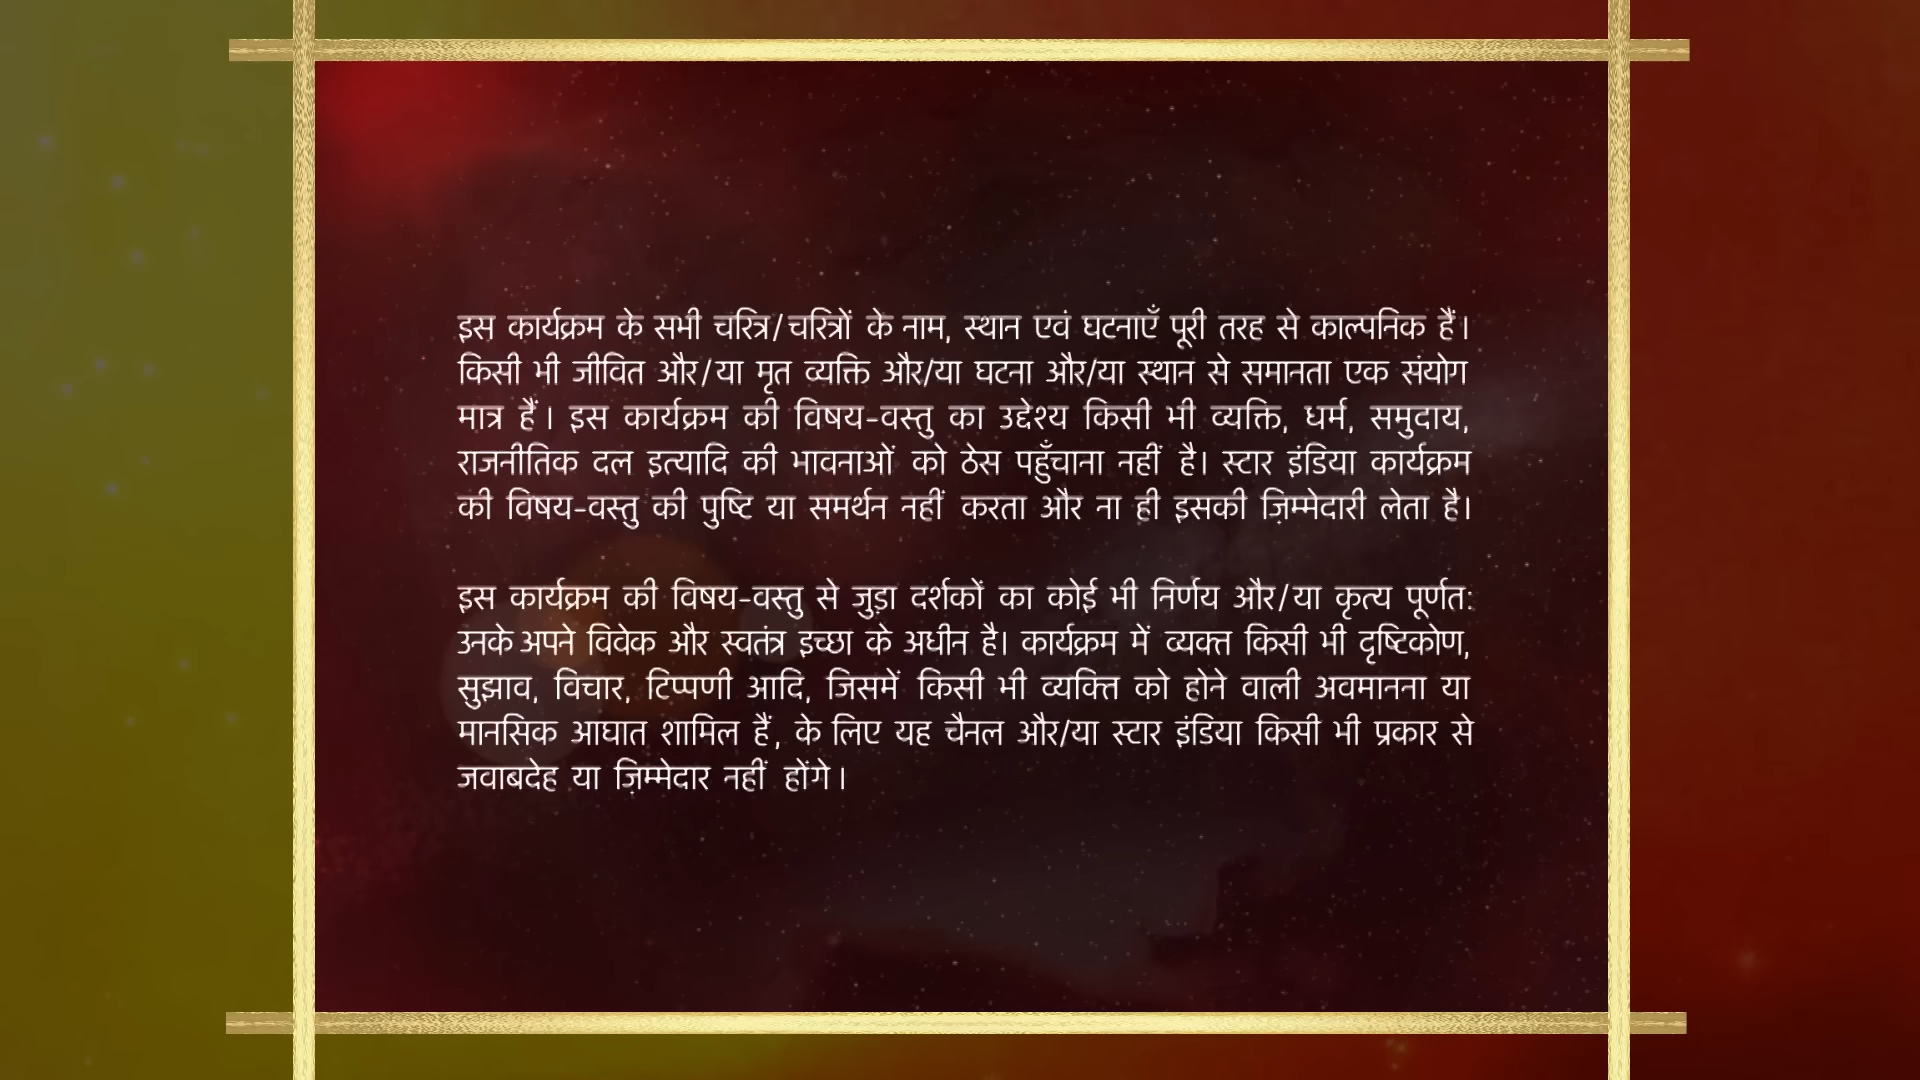 इस कार्यक्रम के सभी चरित्र/चरित्रों के नाम, स्थान एवं घटनाएँ पूरी तरह से काल्पनिक हैं।
किसी भी जीवित और/या मृत व्यक्ति और/या घटना और/या स्थान से समानता एक संयोग
मात्र हैं। इस कार्यक्रम की विषय-वस्तु का उद्देश्य किसी भी व्यक्ति, धर्म, समुदाय,
राजनीतिक दल इत्यादि की भावनाओं को ठेस पहुँचाना नहीं है। स्टार इंडिया कार्यक्रम
की विषय-वस्तु की पुष्टि या समर्थन नहीं करता और ना ही इसकी ज़िम्मेदारी लेता है।
इस कार्यक्रम की विषय-वस्तु से जुड़ा दर्शकों का कोई भी निर्णय और/या कृत्य पूर्णत:
उनके अपने विवेक और स्वतंत्र इच्छा के अधीन है। कार्यक्रम में व्यक्त किसी भी दृष्टिकोण,
सुझाव, विचार, टिप्पणी आदि, जिसमें किसी भी व्यक्ति को होने वाली अवमानना या
मानसिक आघात शामिल हैं, के लिए यह चैनल और/या स्टार इंडिया किसी भी प्रकार से
जवाबदेह या ज़िम्मेदार नहीं होंगे।